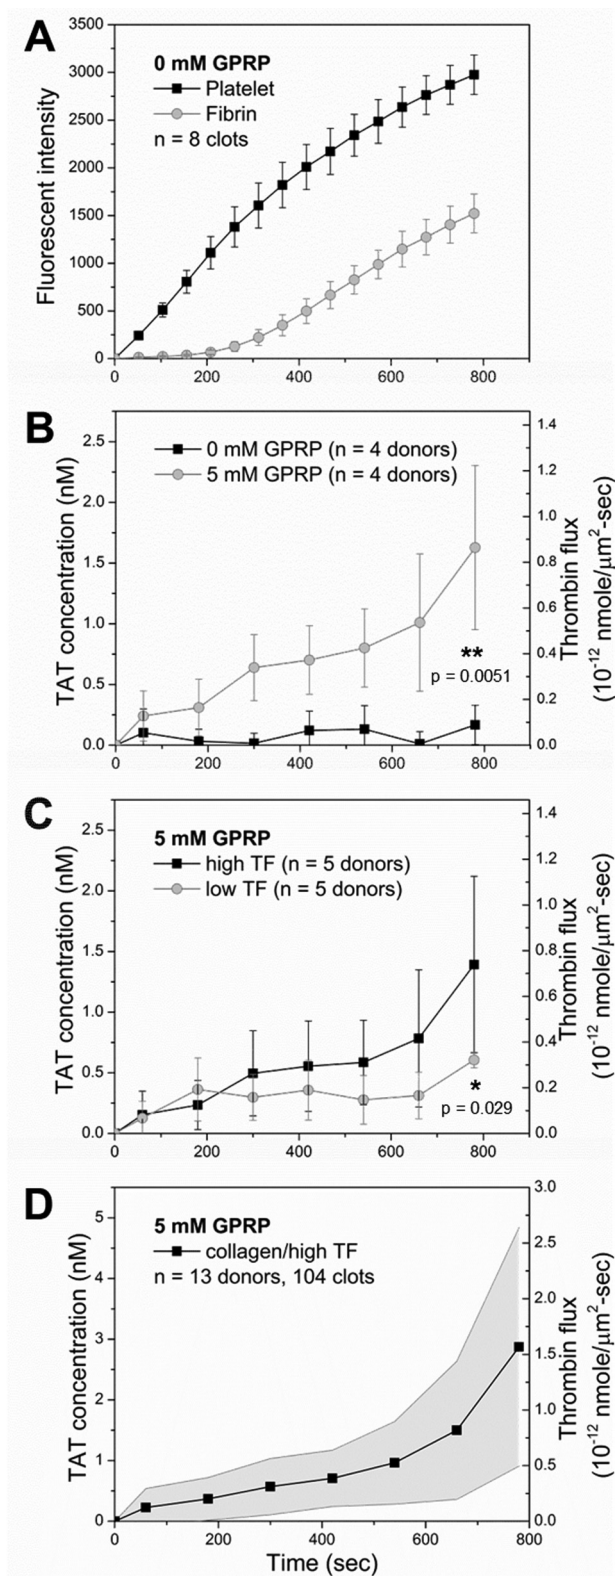 A
3500
3000
2500
2000
1500
1000
500
0
Fluorescent intensity
0 mM GPRP
Platelet
Fibrin
n = 8 clots
0 200 400 600 800
B
2.5
2.0
1.5
1.0
0.5
0.0
TAT concentration (nM)
0 mM GPRP (n = 4 donors)
5 mM GPRP (n = 4 donors)
**
p = 0.0051
1.4
1.2
1.0
0.8
0.6
0.4
0.2
0.0
Thrombin flux
(10⁻¹² nmole/μm²-sec)
0 200 400 600 800
C
2.5
2.0
1.5
1.0
0.5
0.0
TAT concentration (nM)
5 mM GPRP
high TF (n = 5 donors)
low TF (n = 5 donors)
*
p = 0.029
1.4
1.2
1.0
0.8
0.6
0.4
0.2
0.0
Thrombin flux
(10⁻¹² nmole/μm²-sec)
0 200 400 600 800
D
5
4
3
2
1
0
TAT concentration (nM)
5 mM GPRP
collagen/high TF
n = 13 donors, 104 clots
3.0
2.5
2.0
1.5
1.0
0.5
0.0
Thrombin flux
(10⁻¹² nmole/μm²-sec)
0 200 400 600 800
Time (sec)